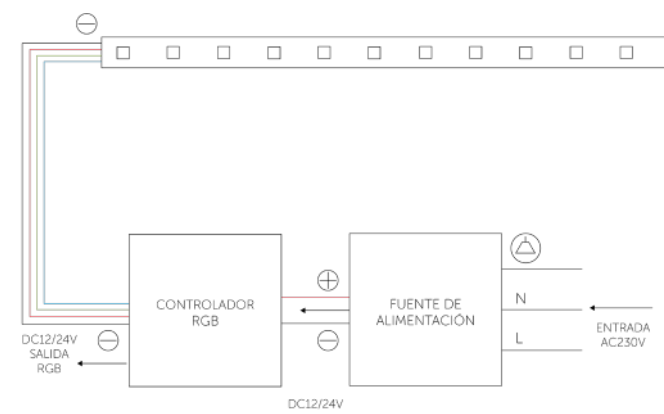 CONTROLADOR
RGB
FUENTE DE
ALIMENTACIÓN
N
L
ENTRADA
AC230V
DC12/24V
SALIDA
RGB
DC12/24V